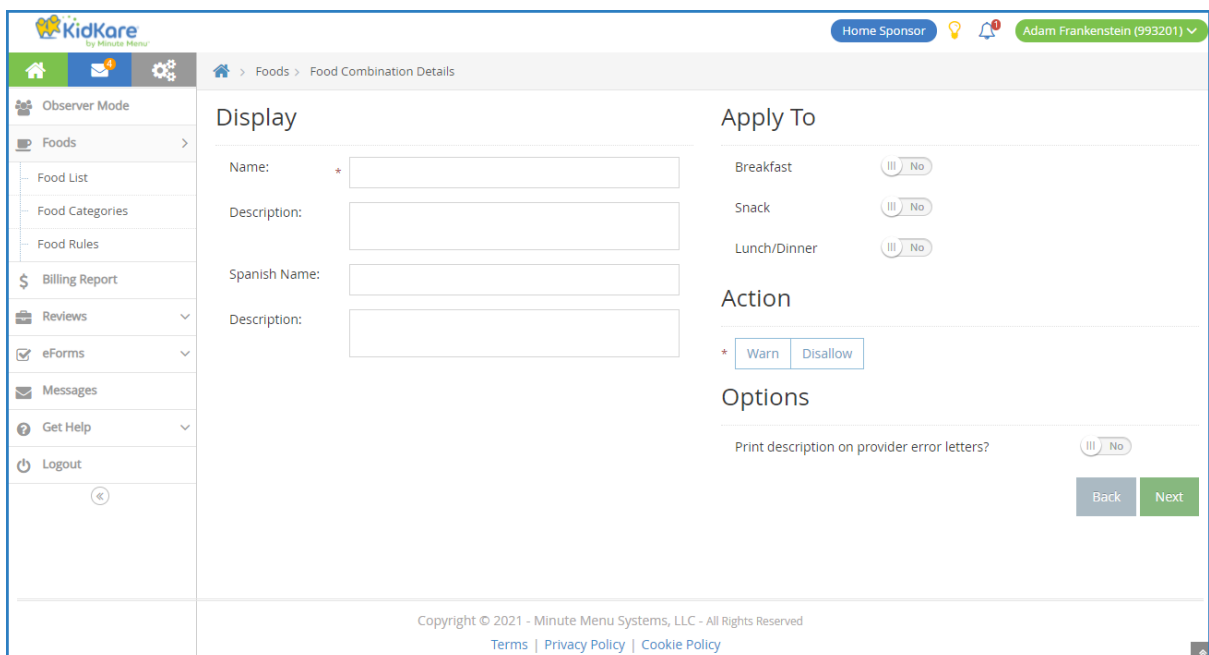 KidKare
by Minute Menu
Home Sponsor
1
Adam Frankenstein (993201)
4
> Foods > Food Combination Details
Observer Mode
Foods
Food List
Food Categories
Food Rules
Billing Report
Reviews
eForms
Messages
Get Help
Logout
Display
Name: *
Description:
Spanish Name:
Description:
Apply To
Breakfast No
Snack No
Lunch/Dinner No
Action
* Warn Disallow
Options
Print description on provider error letters? No
Back Next
Copyright © 2021 - Minute Menu Systems, LLC - All Rights Reserved
Terms | Privacy Policy | Cookie Policy